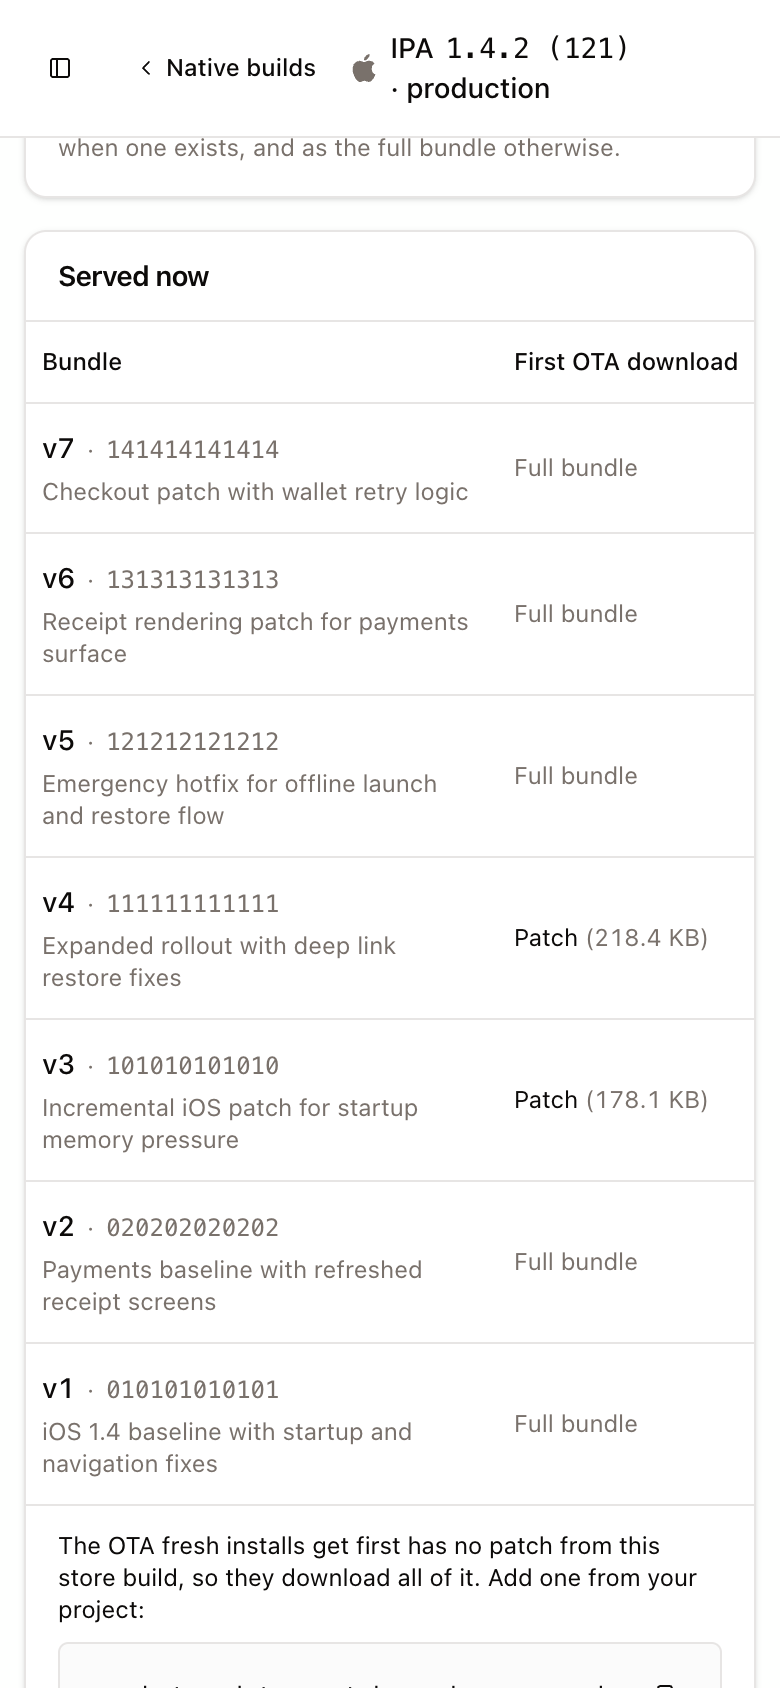 Native builds
IPA 1.4.2 (121)
· production
when one exists, and as the full bundle otherwise.
Served now
Bundle
First OTA download
v7 · 141414141414
Checkout patch with wallet retry logic
Full bundle
v6 · 131313131313
Receipt rendering patch for payments
surface
Full bundle
v5 · 121212121212
Emergency hotfix for offline launch
and restore flow
Full bundle
v4 · 111111111111
Expanded rollout with deep link
restore fixes
Patch (218.4 KB)
v3 · 101010101010
Incremental iOS patch for startup
memory pressure
Patch (178.1 KB)
v2 · 020202020202
Payments baseline with refreshed
receipt screens
Full bundle
v1 · 010101010101
iOS 1.4 baseline with startup and
navigation fixes
Full bundle
The OTA fresh installs get first has no patch from this
store build, so they download all of it. Add one from your
project: